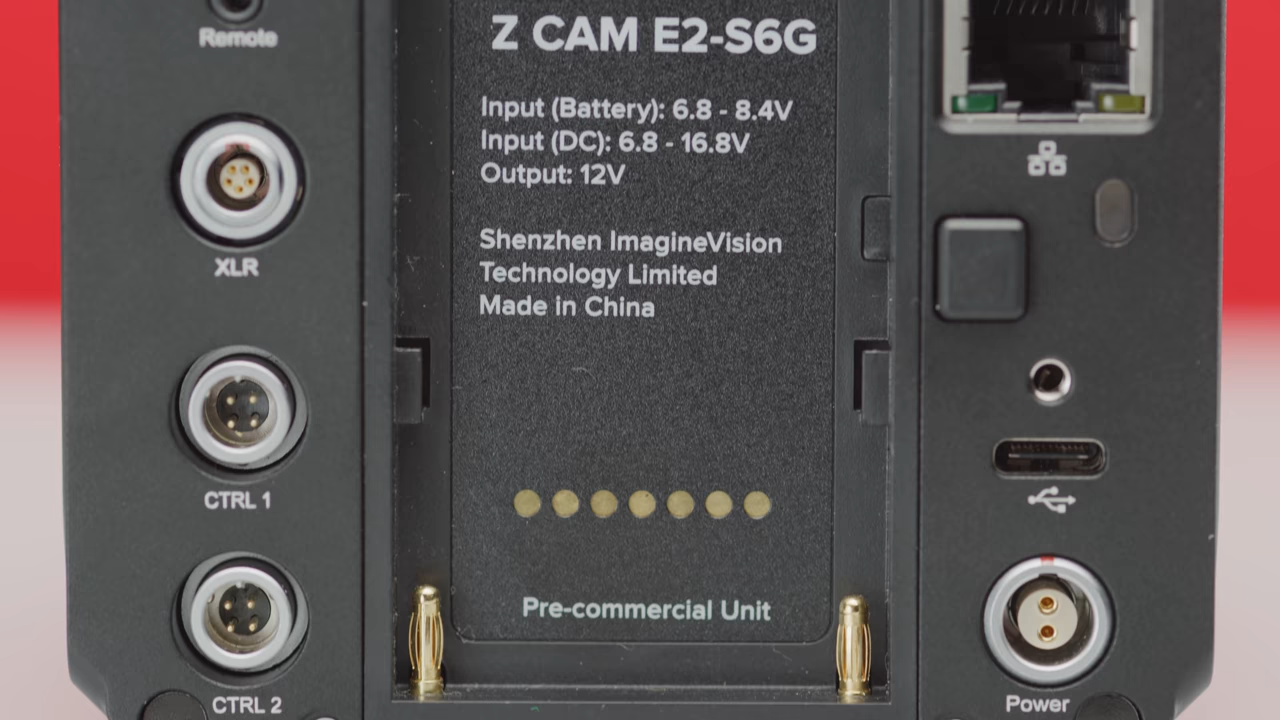 Remote
XLR
CTRL 1
CTRL 2
Z CAM E2-S6G
Input (Battery): 6.8 - 8.4V
Input (DC): 6.8 - 16.8V
Output: 12V
Shenzhen ImagineVision
Technology Limited
Made in China
Pre-commercial Unit
Power